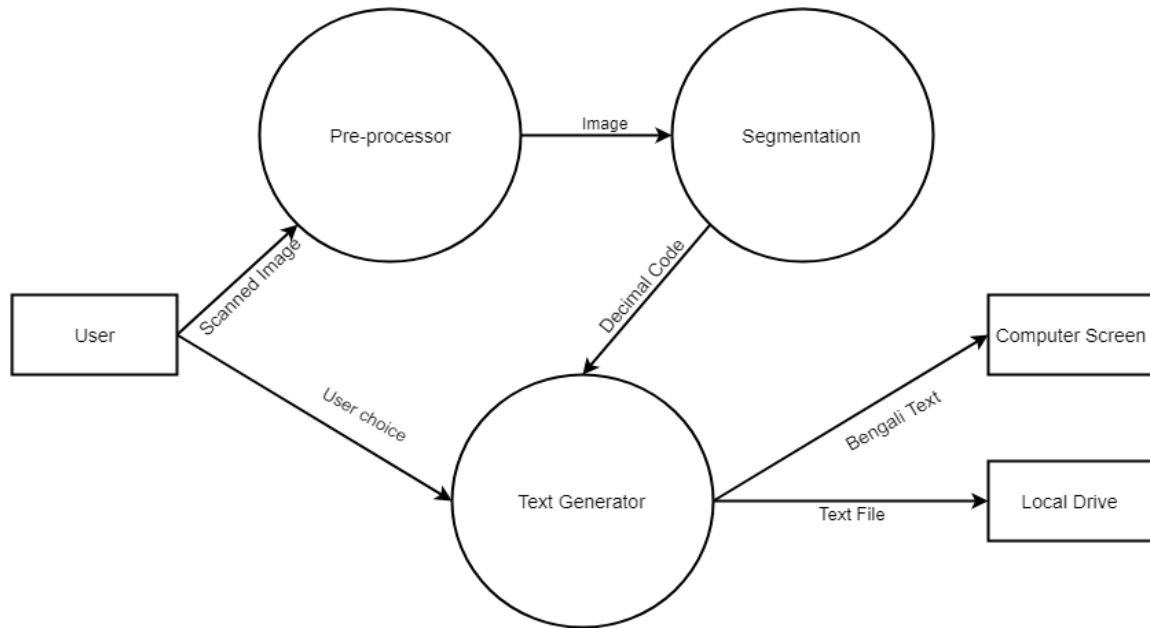 Pre-processor
Image
Segmentation
Scanned Image
Decimal Code
User
Computer Screen
User choice
Bengali Text
Text Generator
Text File
Local Drive